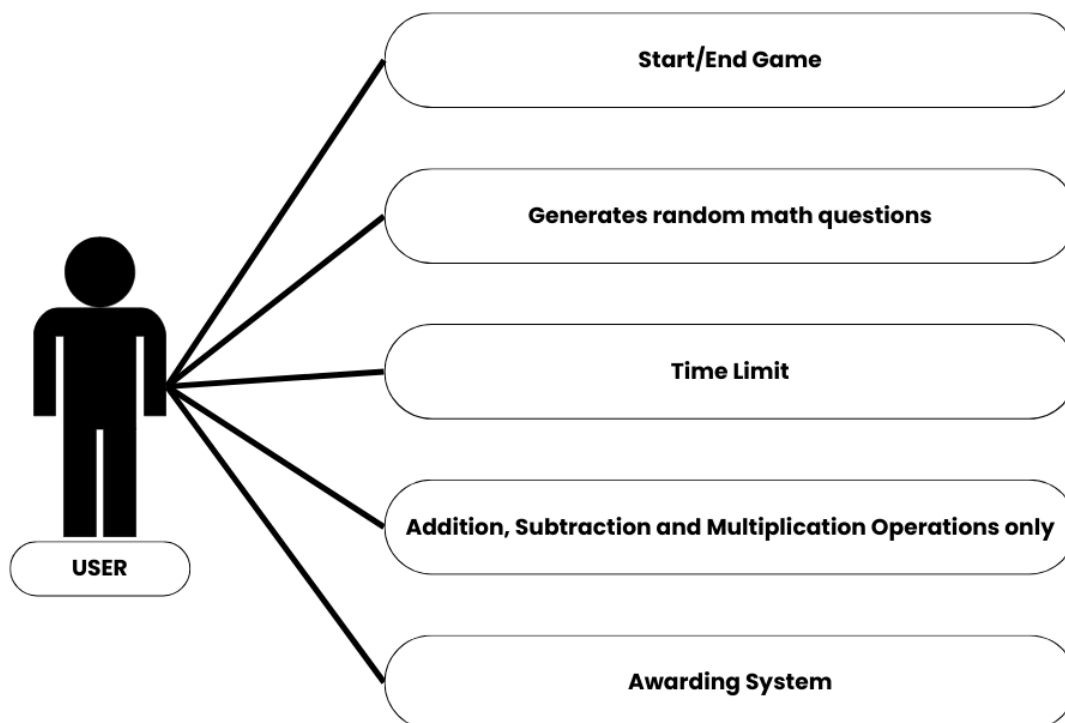 Start/End Game
Generates random math questions
Time Limit
Addition, Subtraction and Multiplication Operations only
USER
Awarding System